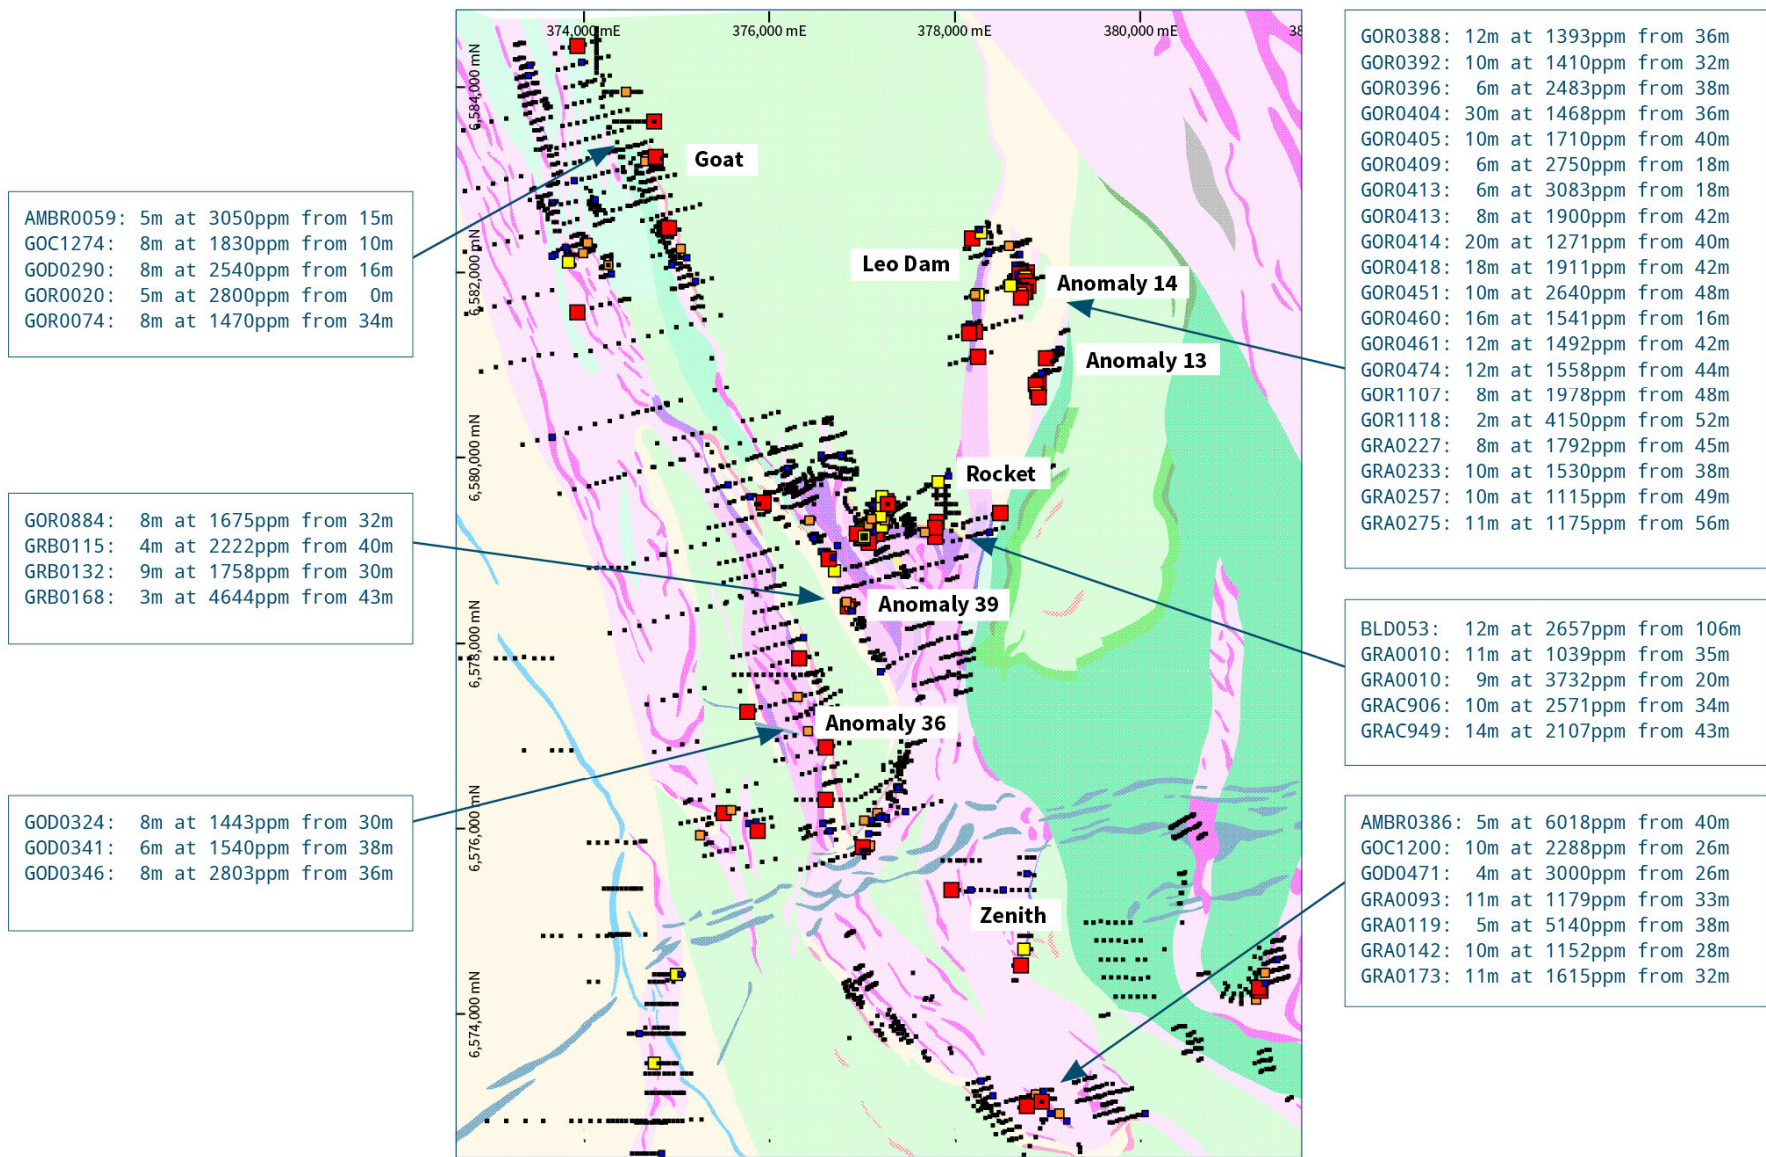 374,000 mE
376,000 mE
378,000 mE
380,000 mE
38
6,584,000 mN
6,582,000 mN
6,580,000 mN
6,578,000 mN
6,576,000 mN
6,574,000 mN
AMBR0059: 5m at 3050ppm from 15m
GOC1274: 8m at 1830ppm from 10m
GOD0290: 8m at 2540ppm from 16m
GOR0020: 5m at 2800ppm from 0m
GOR0074: 8m at 1470ppm from 34m
GOR0884: 8m at 1675ppm from 32m
GRB0115: 4m at 2222ppm from 40m
GRB0132: 9m at 1758ppm from 30m
GRB0168: 3m at 4644ppm from 43m
GOD0324: 8m at 1443ppm from 30m
GOD0341: 6m at 1540ppm from 38m
GOD0346: 8m at 2803ppm from 36m
Goat
Leo Dam
Anomaly 14
Anomaly 13
Rocket
Anomaly 39
Anomaly 36
Zenith
GOR0388: 12m at 1393ppm from 36m
GOR0392: 10m at 1410ppm from 32m
GOR0396: 6m at 2483ppm from 38m
GOR0404: 30m at 1468ppm from 36m
GOR0405: 10m at 1710ppm from 40m
GOR0409: 6m at 2750ppm from 18m
GOR0413: 6m at 3083ppm from 18m
GOR0413: 8m at 1900ppm from 42m
GOR0414: 20m at 1271ppm from 40m
GOR0418: 18m at 1911ppm from 42m
GOR0451: 10m at 2640ppm from 48m
GOR0460: 16m at 1541ppm from 16m
GOR0461: 12m at 1492ppm from 42m
GOR0474: 12m at 1558ppm from 44m
GOR1107: 8m at 1978ppm from 48m
GOR1118: 2m at 4150ppm from 52m
GRA0227: 8m at 1792ppm from 45m
GRA0233: 10m at 1530ppm from 38m
GRA0257: 10m at 1115ppm from 49m
GRA0275: 11m at 1175ppm from 56m
BLD053: 12m at 2657ppm from 106m
GRA0010: 11m at 1039ppm from 35m
GRA0010: 9m at 3732ppm from 20m
GRAC906: 10m at 2571ppm from 34m
GRAC949: 14m at 2107ppm from 43m
AMBR0386: 5m at 6018ppm from 40m
GOC1200: 10m at 2288ppm from 26m
GOD0471: 4m at 3000ppm from 26m
GRA0093: 11m at 1179ppm from 33m
GRA0119: 5m at 5140ppm from 38m
GRA0142: 10m at 1152ppm from 28m
GRA0173: 11m at 1615ppm from 32m